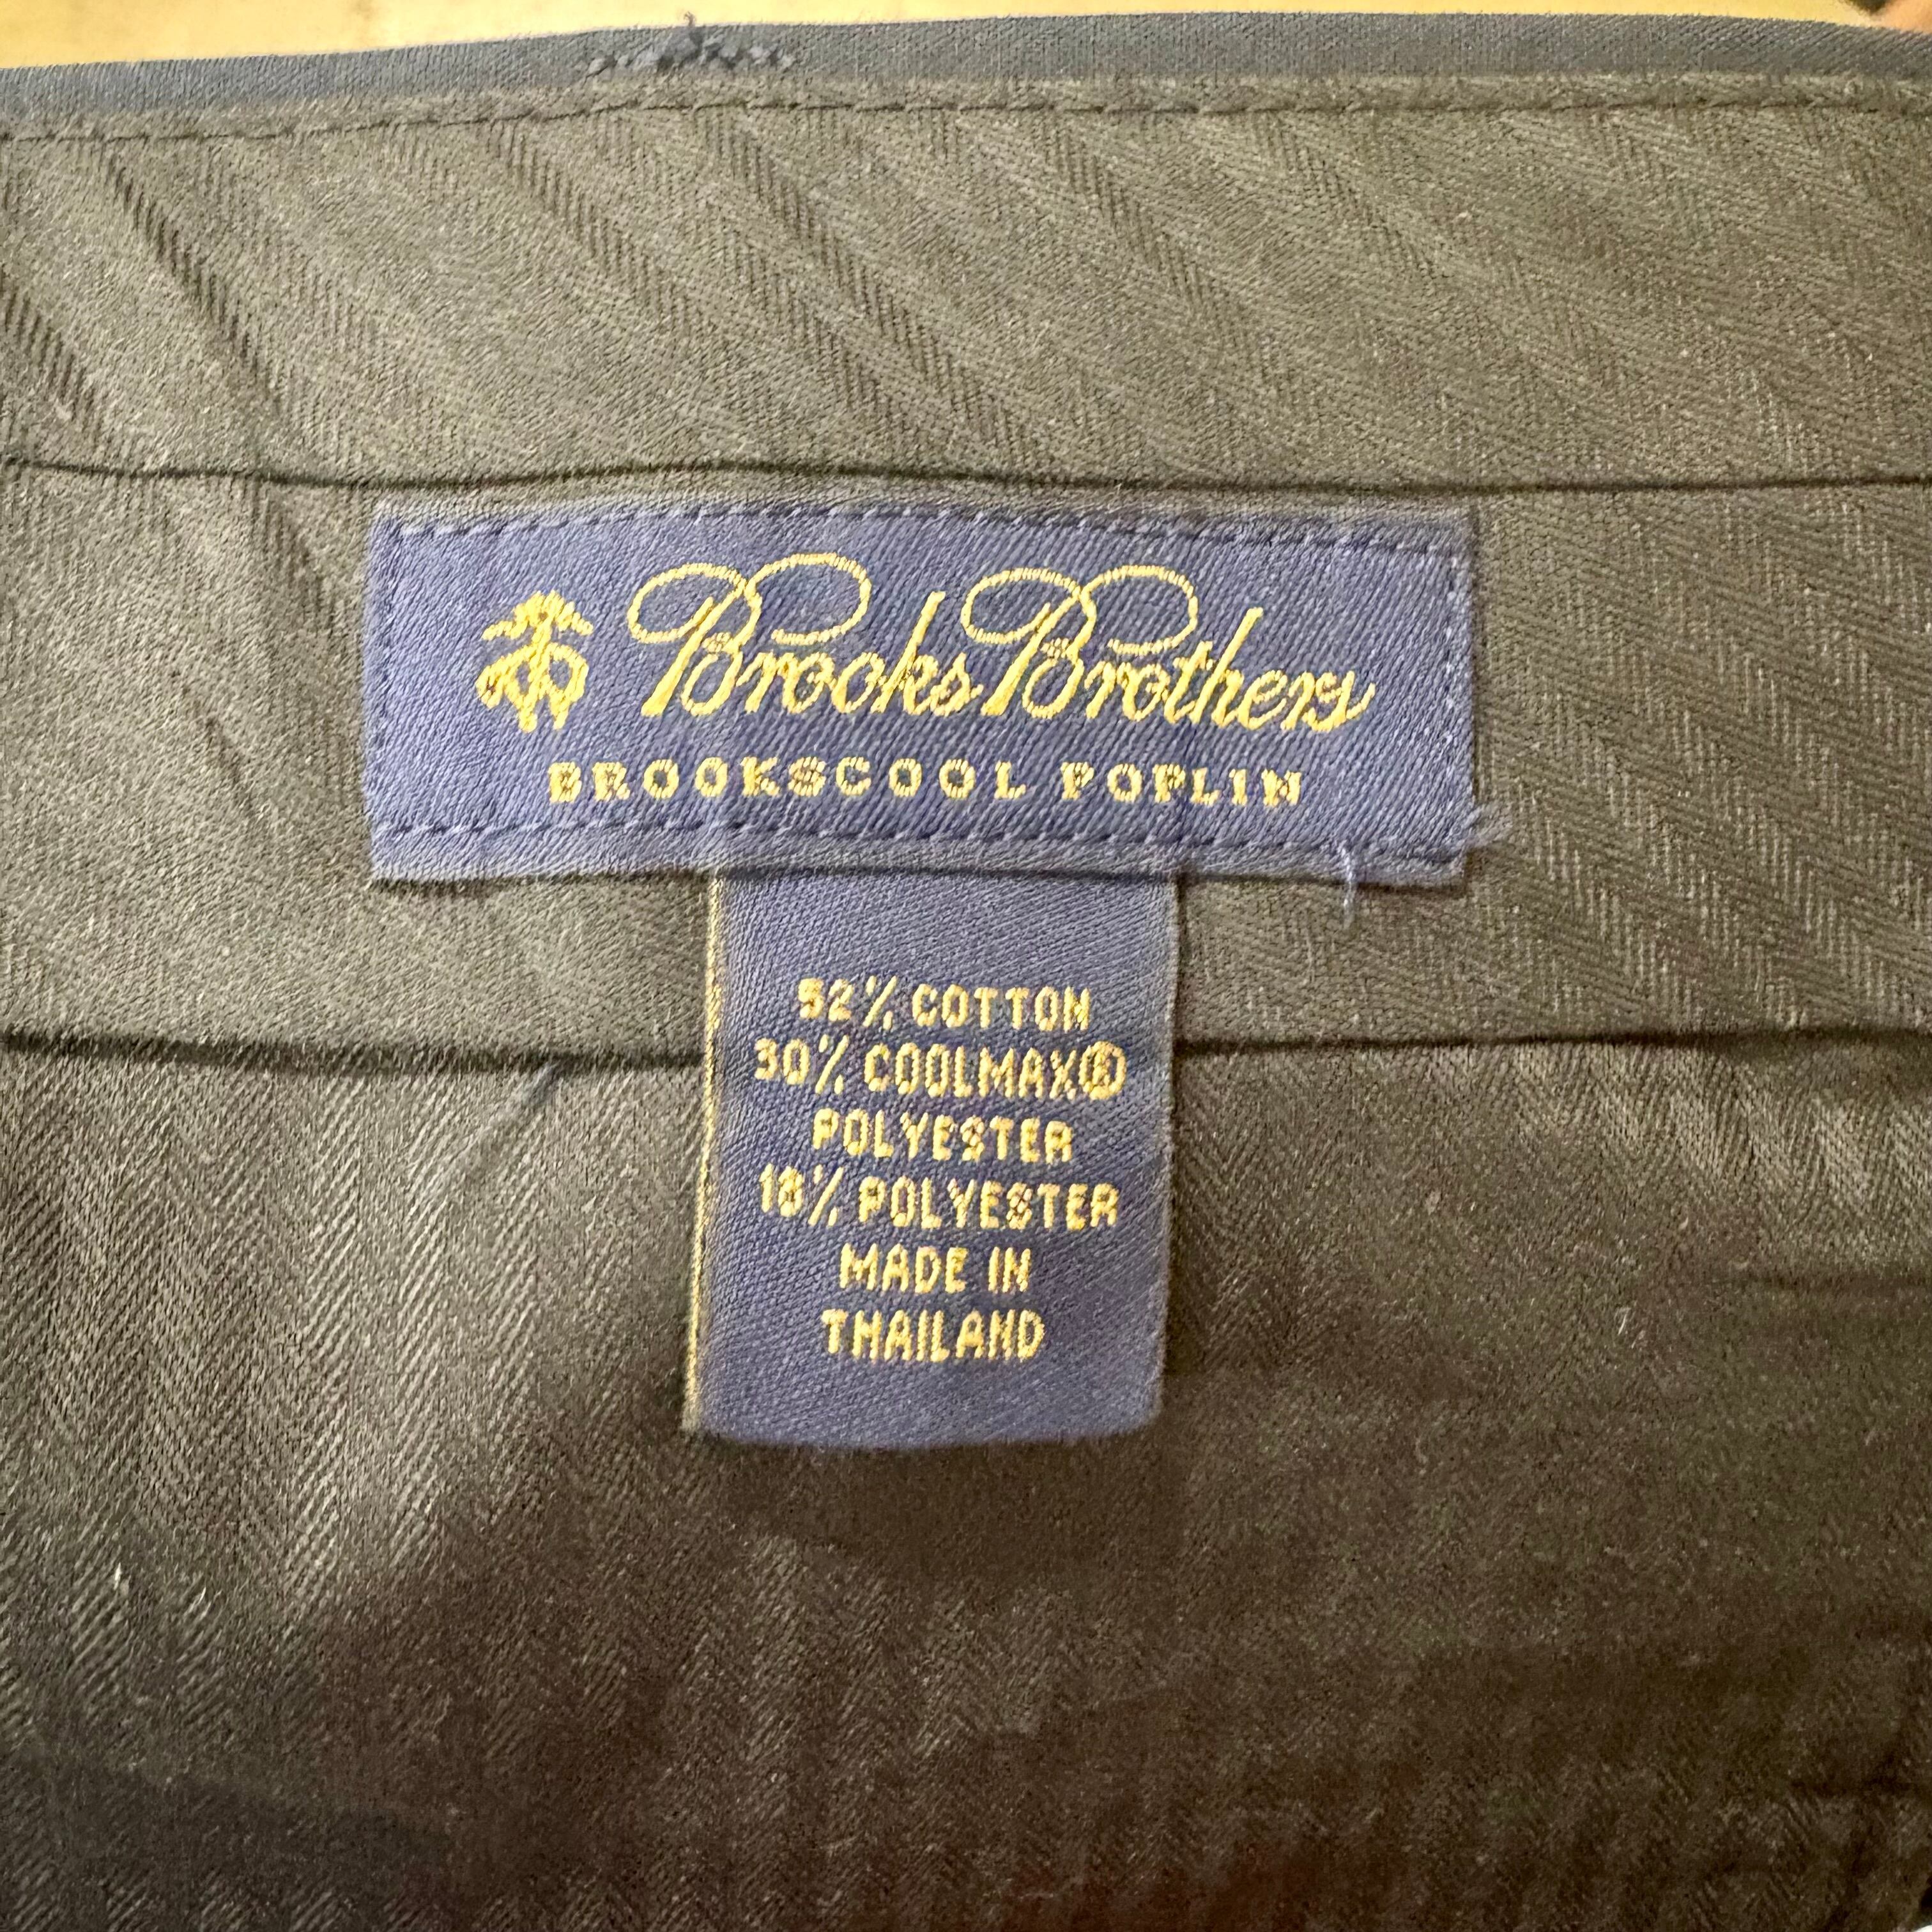 Brooks Brothers
BROOKSCOOL POPLIN
52% COTTON
30% COOLMAX®
POLYESTER
18% POLYESTER
MADE IN
THAILAND